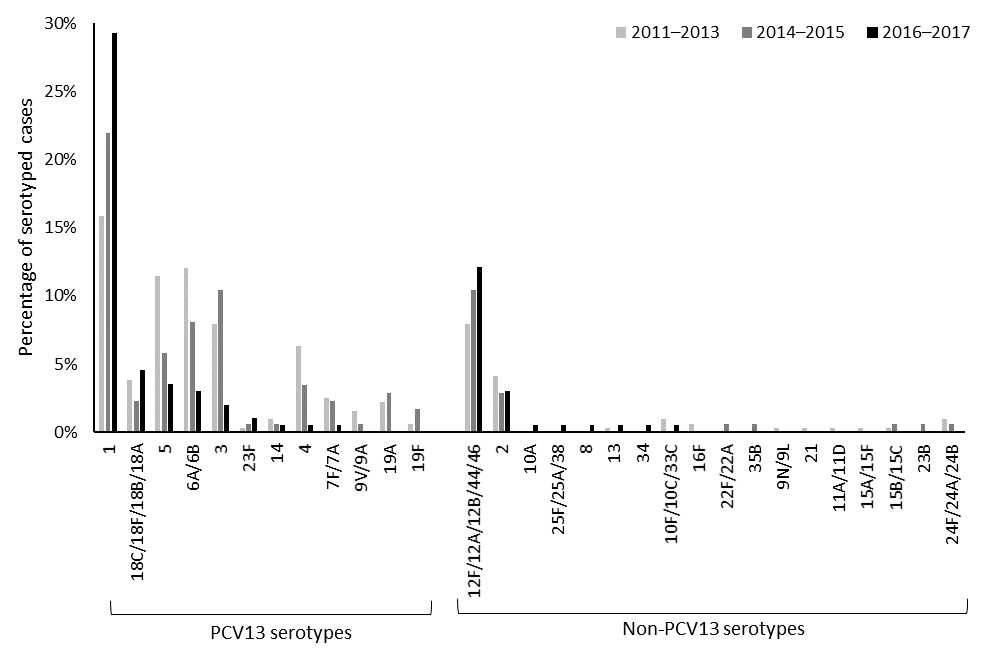 30%
25%
20%
15%
10%
5%
0%
Percentage of serotyped cases
2011–2013
2014–2015
2016–2017
1
18C/18F/18B/18A
5
6A/6B
3
23F
14
4
7F/7A
9V/9A
19A
19F
12F/12A/12B/44/46
2
10A
25F/25A/38
8
13
34
10F/10C/33C
16F
22F/22A
35B
9N/9L
21
11A/11D
15A/15F
15B/15C
23B
24F/24A/24B
PCV13 serotypes
Non-PCV13 serotypes